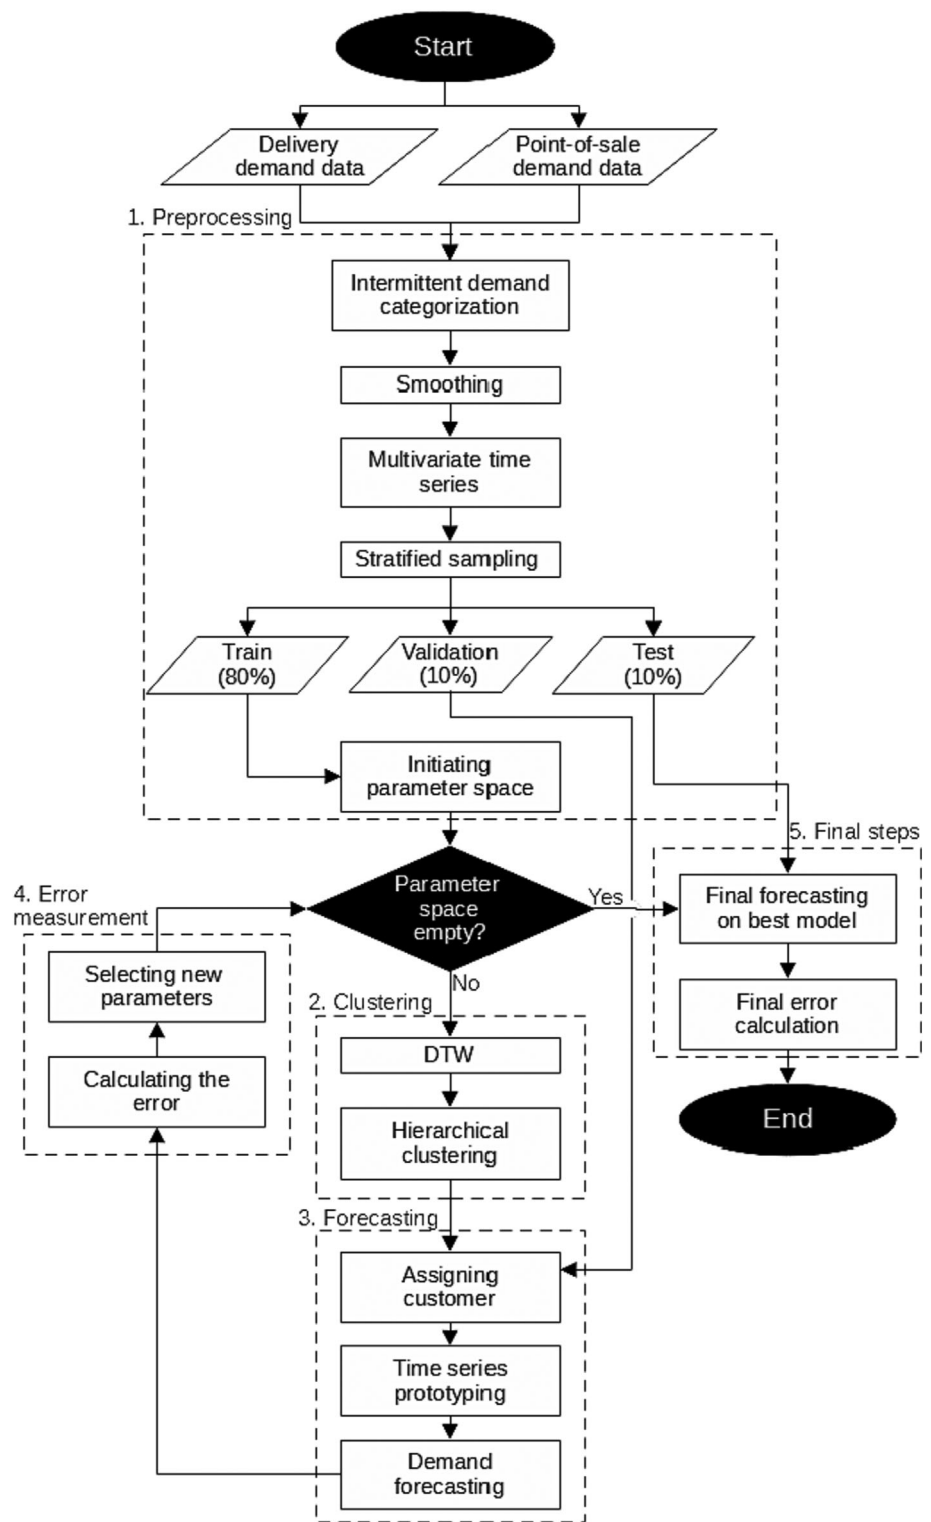 Start
Delivery
demand data
Point-of-sale
demand data
1. Preprocessing
Intermittent demand
categorization
Smoothing
Multivariate time
series
Stratified sampling
Train
(80%)
Validation
(10%)
Test
(10%)
Initiating
parameter space
Parameter
space
empty?
Yes
No
5. Final steps
Final forecasting
on best model
Final error
calculation
End
4. Error
measurement
Selecting new
parameters
Calculating the
error
2. Clustering
DTW
Hierarchical
clustering
3. Forecasting
Assigning
customer
Time series
prototyping
Demand
forecasting